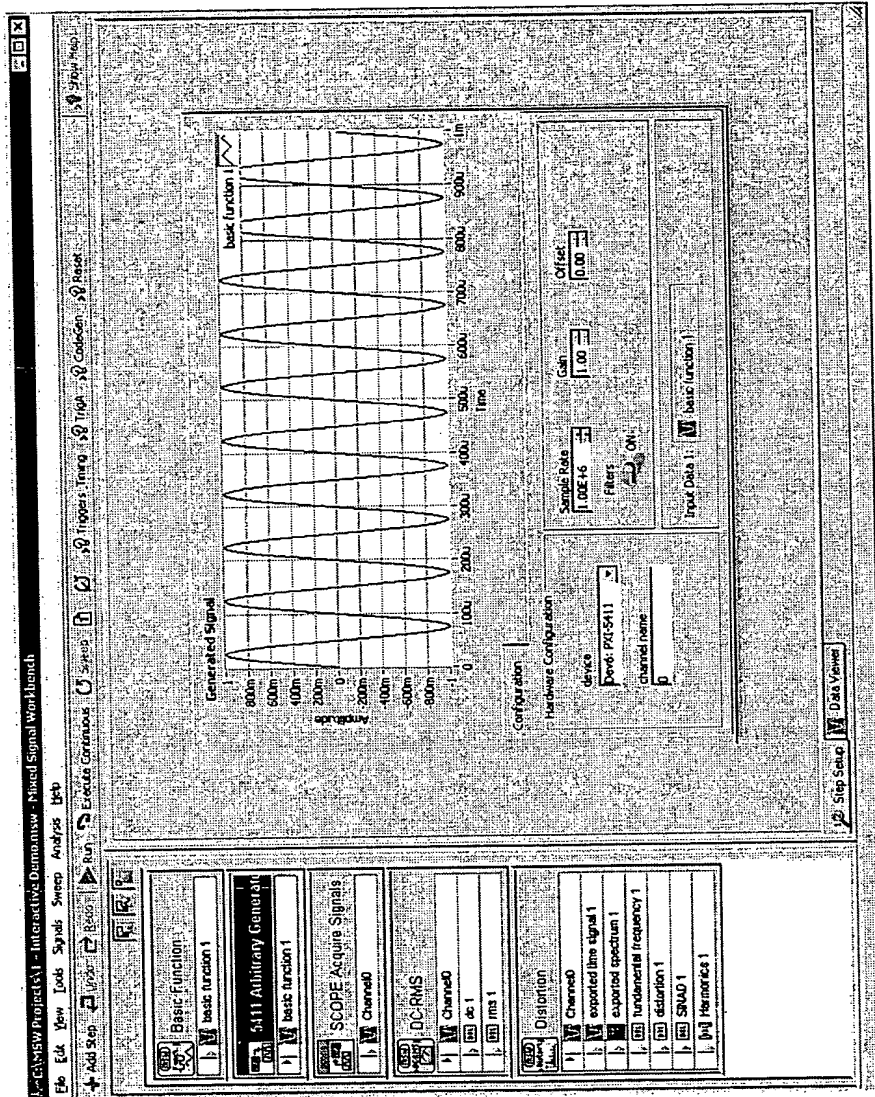 C:\MSW Projects\1 - Interactive Demo.msw - Mixed Signal Workbench
File Edit View Tools Signals Sweep Analysis Help
Add Step Undo Redo Run Execute Continuous Sweep Triggers: Timing TrigA CodeGen Reset Show Help
Basic Function
basic function 1
5411 Arbitrary Generato
basic function 1
SCOPE Acquire Signals
Channel0
DC-RMS
Channel0
dc 1
rms 1
Distortion
Channel0
exported time signal 1
exported spectrum 1
fundamental frequency 1
distortion 1
SINAD 1
Harmonics 1
Generated Signal
basic function 1
Amplitude
1
800m
600m
400m
200m
0
-200m
-400m
-600m
-800m
-1
0 100u 200u 300u 400u 500u 600u 700u 800u 900u 1m
Time
Configuration
Hardware Configuration
device
Dev6: PXI-5411
channel name
0
Sample Rate
1.00E+6
Gain
1.00
Offset
0.00
Filters
ON
Input Data 1: basic function 1
Step Setup Data Viewer